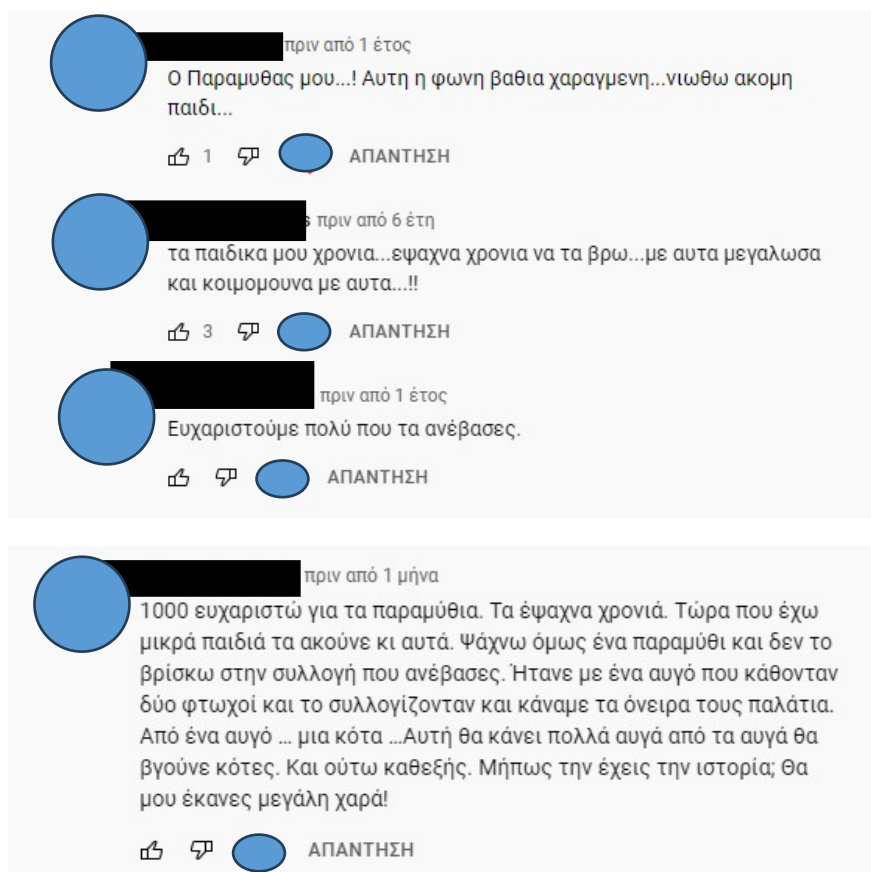 πριν από 1 έτος
Ο Παραμυθας μου...! Αυτη η φωνη βαθια χαραγμενη...νιωθω ακομη
παιδι...
1 ΑΠΑΝΤΗΣΗ
s πριν από 6 έτη
τα παιδικα μου χρονια...εψαχνα χρονια να τα βρω...με αυτα μεγαλωσα
και κοιμομουνα με αυτα...!!
3 ΑΠΑΝΤΗΣΗ
πριν από 1 έτος
Ευχαριστούμε πολύ που τα ανέβασες.
ΑΠΑΝΤΗΣΗ
πριν από 1 μήνα
1000 ευχαριστώ για τα παραμύθια. Τα έψαχνα χρονιά. Τώρα που έχω
μικρά παιδιά τα ακούνε κι αυτά. Ψάχνω όμως ένα παραμύθι και δεν το
βρίσκω στην συλλογή που ανέβασες. Ήτανε με ένα αυγό που κάθονταν
δύο φτωχοί και το συλλογίζονταν και κάναμε τα όνειρα τους παλάτια.
Από ένα αυγό ... μια κότα ...Αυτή θα κάνει πολλά αυγά από τα αυγά θα
βγούνε κότες. Και ούτω καθεξής. Μήπως την έχεις την ιστορία; Θα
μου έκανες μεγάλη χαρά!
ΑΠΑΝΤΗΣΗ